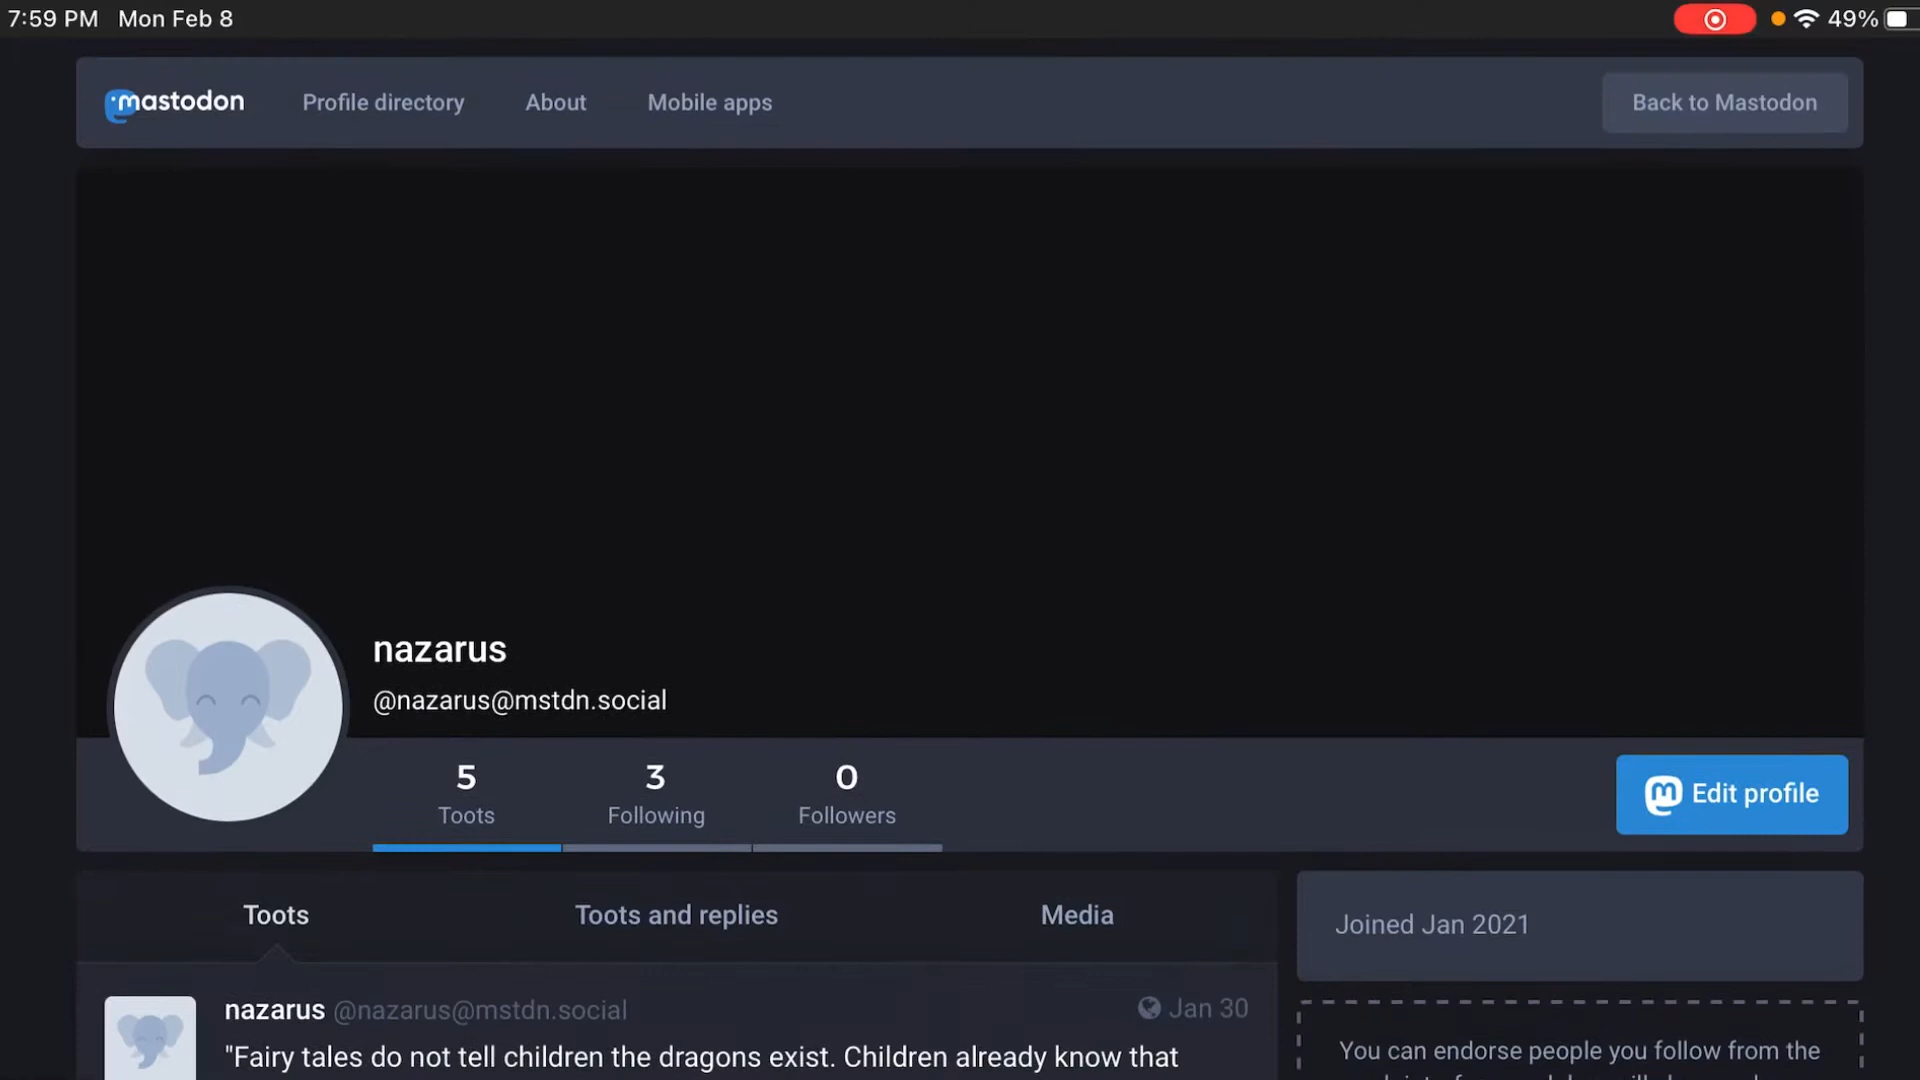 7:59 PM Mon Feb 8 49%
mastodon Profile directory About Mobile apps Back to Mastodon
nazarus
@nazarus@mstdn.social
5 3 0
Toots Following Followers
Edit profile
Toots Toots and replies Media
Joined Jan 2021
nazarus @nazarus@mstdn.social Jan 30
"Fairy tales do not tell children the dragons exist. Children already know that
You can endorse people you follow from the